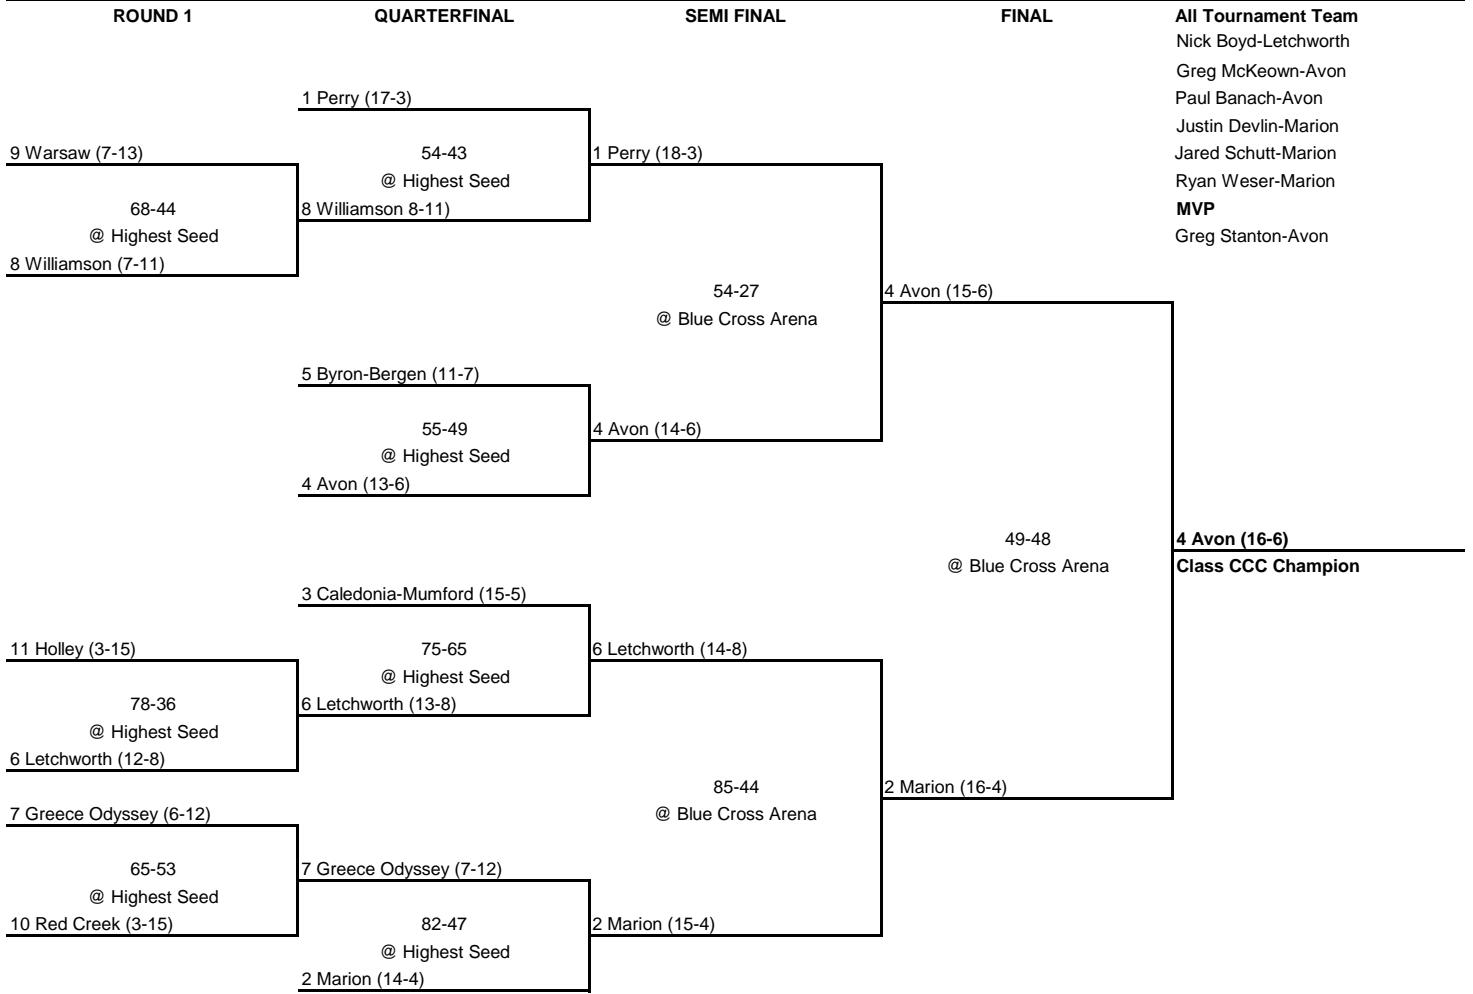 ROUND 1 QUARTERFINAL SEMI FINAL FINAL All Tournament Team
Nick Boyd-Letchworth
Greg McKeown-Avon
1 Perry (17-3) Paul Banach-Avon
Justin Devlin-Marion
9 Warsaw (7-13) 54-43 1 Perry (18-3) Jared Schutt-Marion
@ Highest Seed Ryan Weser-Marion
68-44 8 Williamson 8-11) MVP
@ Highest Seed Greg Stanton-Avon
8 Williamson (7-11)
54-27 4 Avon (15-6)
@ Blue Cross Arena
5 Byron-Bergen (11-7)
55-49 4 Avon (14-6)
@ Highest Seed
4 Avon (13-6)
49-48 4 Avon (16-6)
@ Blue Cross Arena Class CCC Champion
3 Caledonia-Mumford (15-5)
11 Holley (3-15) 75-65 6 Letchworth (14-8)
@ Highest Seed
78-36 6 Letchworth (13-8)
@ Highest Seed
6 Letchworth (12-8)
85-44 2 Marion (16-4)
7 Greece Odyssey (6-12) @ Blue Cross Arena
65-53 7 Greece Odyssey (7-12)
@ Highest Seed
10 Red Creek (3-15) 82-47 2 Marion (15-4)
@ Highest Seed
2 Marion (14-4)